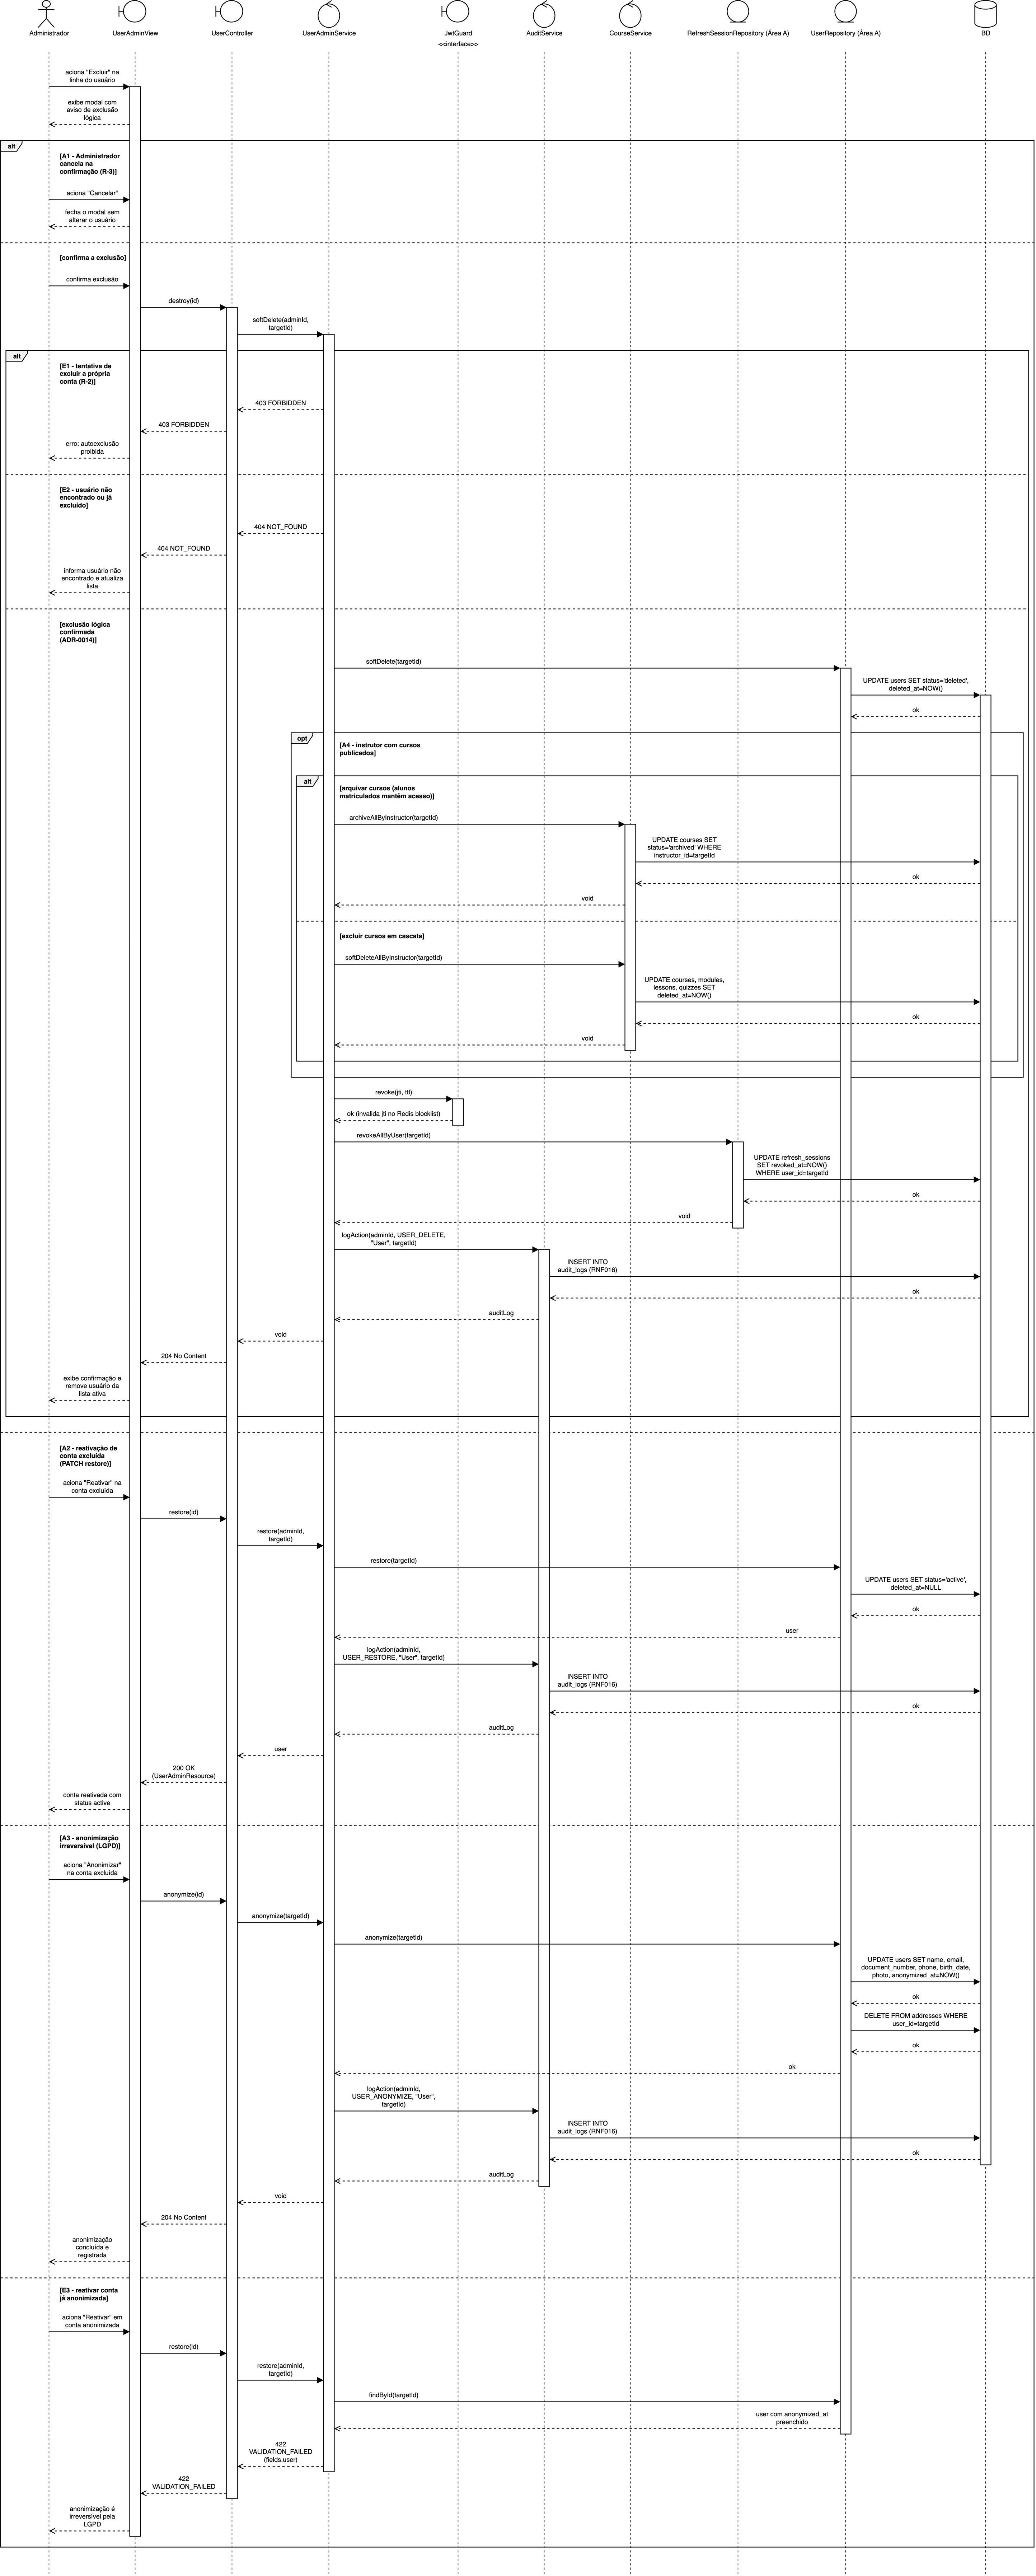 Administrador
UserAdminView
UserController
UserAdminService
JwtGuard
<<interface>>
AuditService
CourseService
RefreshSessionRepository (Área A)
UserRepository (Área A)
BD
aciona "Excluir" na
linha do usuário
exibe modal com
aviso de exclusão
lógica
alt
[A1 - Administrador
cancela na
confirmação (R-3)]
aciona "Cancelar"
fecha o modal sem
alterar o usuário
[confirma a exclusão]
confirma exclusão
destroy(id)
softDelete(adminId,
targetId)
alt
[E1 - tentativa de
excluir a própria
conta (R-2)]
403 FORBIDDEN
403 FORBIDDEN
erro: autoexclusão
proibida
[E2 - usuário não
encontrado ou já
excluído]
404 NOT_FOUND
404 NOT_FOUND
informa usuário não
encontrado e atualiza
lista
[exclusão lógica
confirmada
(ADR-0014)]
softDelete(targetId)
UPDATE users SET status='deleted',
deleted_at=NOW()
ok
opt
[A4 - instrutor com cursos
publicados]
alt
[arquivar cursos (alunos
matriculados mantêm acesso)]
archiveAllByInstructor(targetId)
UPDATE courses SET
status='archived' WHERE
instructor_id=targetId
ok
void
[excluir cursos em cascata]
softDeleteAllByInstructor(targetId)
UPDATE courses, modules,
lessons, quizzes SET
deleted_at=NOW()
ok
void
revoke(jti, ttl)
ok (invalida jti no Redis blocklist)
revokeAllByUser(targetId)
UPDATE refresh_sessions
SET revoked_at=NOW()
WHERE user_id=targetId
ok
void
logAction(adminId, USER_DELETE,
"User", targetId)
INSERT INTO
audit_logs (RNF016)
ok
auditLog
void
204 No Content
exibe confirmação e
remove usuário da
lista ativa
[A2 - reativação de
conta excluída
(PATCH restore)]
aciona "Reativar" na
conta excluída
restore(id)
restore(adminId,
targetId)
restore(targetId)
UPDATE users SET status='active',
deleted_at=NULL
ok
user
logAction(adminId,
USER_RESTORE, "User", targetId)
INSERT INTO
audit_logs (RNF016)
ok
auditLog
user
200 OK
(UserAdminResource)
conta reativada com
status active
[A3 - anonimização
irreversível (LGPD)]
aciona "Anonimizar"
na conta excluída
anonymize(id)
anonymize(targetId)
anonymize(targetId)
UPDATE users SET name, email,
document_number, phone, birth_date,
photo, anonymized_at=NOW()
ok
DELETE FROM addresses WHERE
user_id=targetId
ok
ok
logAction(adminId,
USER_ANONYMIZE, "User",
targetId)
INSERT INTO
audit_logs (RNF016)
ok
auditLog
void
204 No Content
anonimização
concluída e
registrada
[E3 - reativar conta
já anonimizada]
aciona "Reativar" em
conta anonimizada
restore(id)
restore(adminId,
targetId)
findById(targetId)
user com anonymized_at
preenchido
422
VALIDATION_FAILED
(fields.user)
422
VALIDATION_FAILED
anonimização é
irreversível pela
LGPD